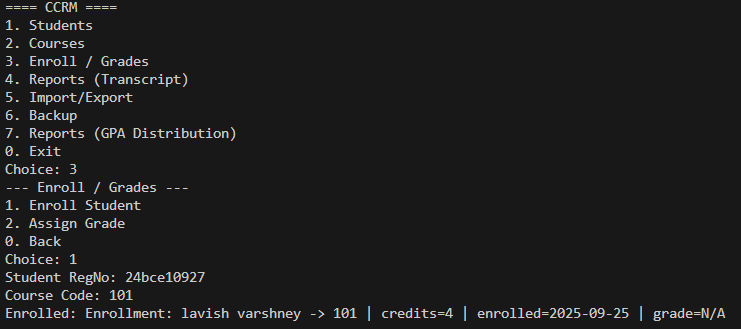 ==== CCRM ====
1. Students
2. Courses
3. Enroll / Grades
4. Reports (Transcript)
5. Import/Export
6. Backup
7. Reports (GPA Distribution)
0. Exit
Choice: 3
--- Enroll / Grades ---
1. Enroll Student
2. Assign Grade
0. Back
Choice: 1
Student RegNo: 24bce10927
Course Code: 101
Enrolled: Enrollment: lavish varshney -> 101 | credits=4 | enrolled=2025-09-25 | grade=N/A